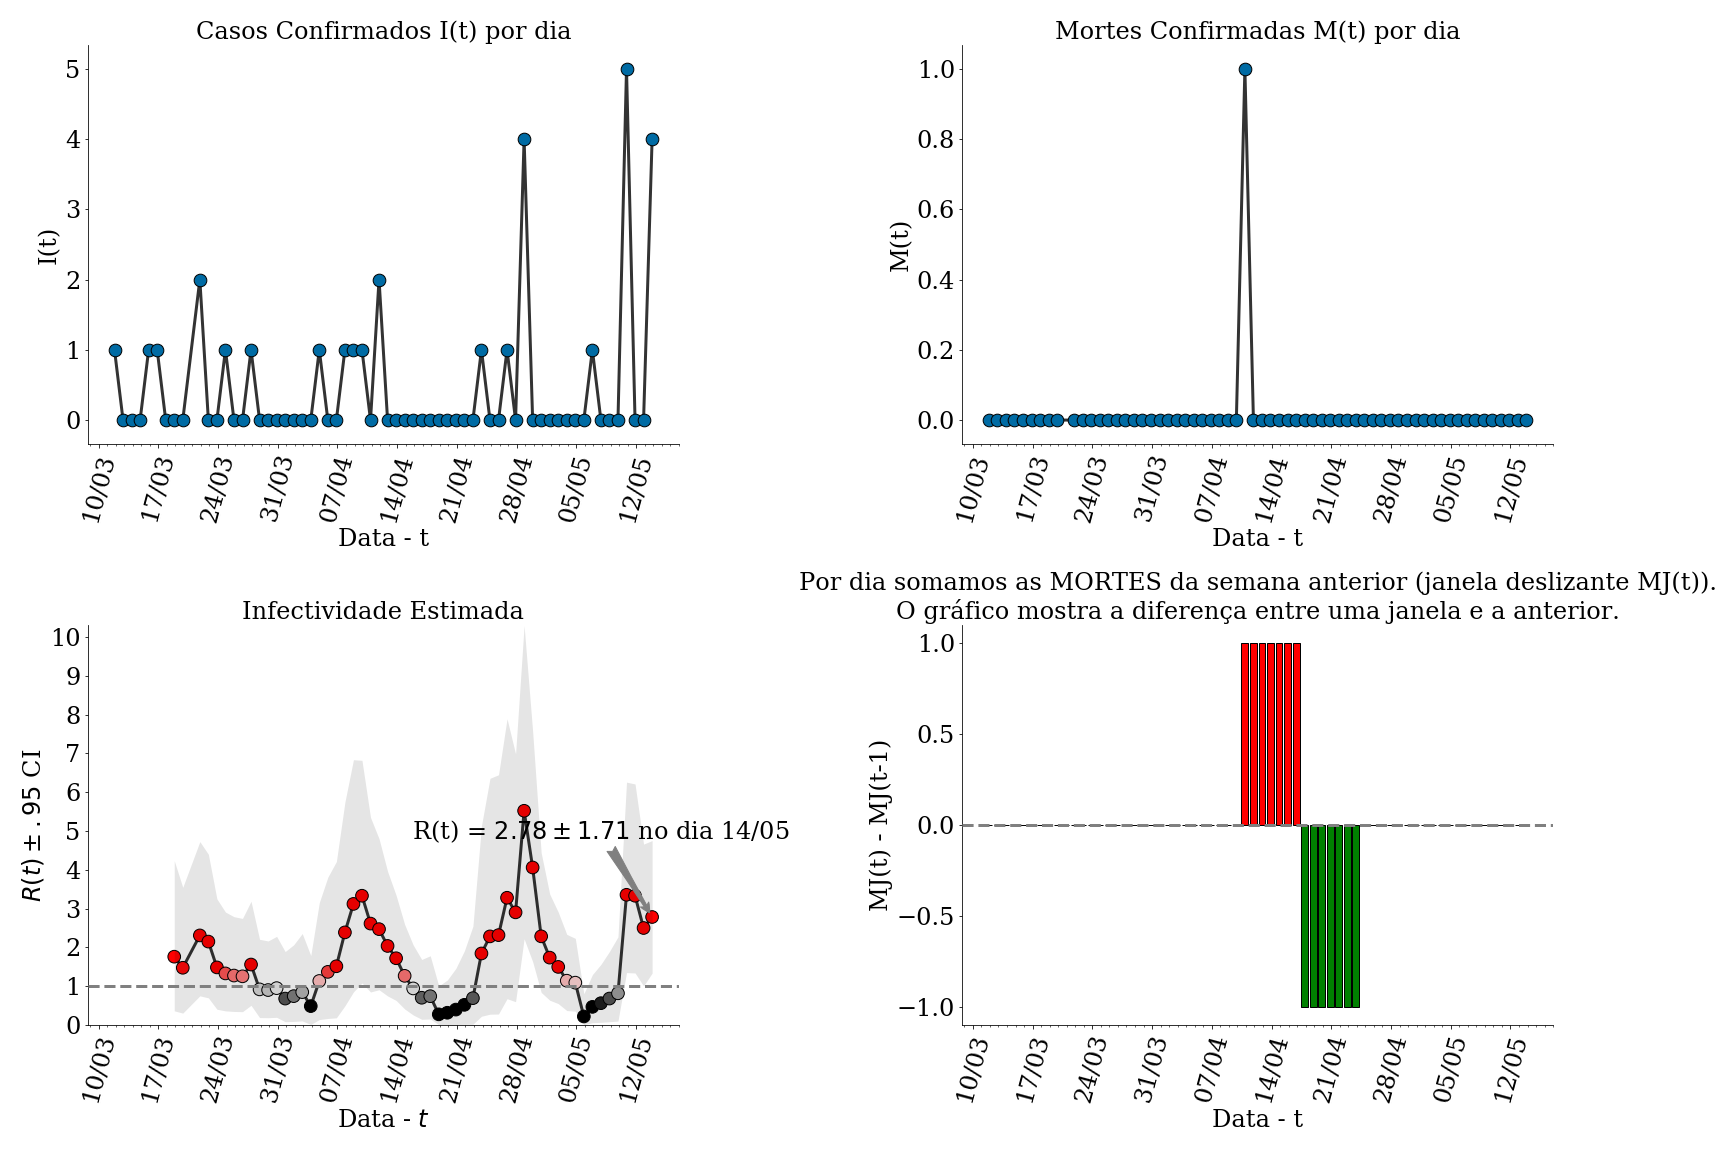 Casos Confirmados I(t) por dia
I(t)
5
4
3
2
1
0
10/03 17/03 24/03 31/03 07/04 14/04 21/04 28/04 05/05 12/05
Data - t
Mortes Confirmadas M(t) por dia
M(t)
1.0
0.8
0.6
0.4
0.2
0.0
10/03 17/03 24/03 31/03 07/04 14/04 21/04 28/04 05/05 12/05
Data - t
Infectividade Estimada
R(t) ± .95 CI
10
9
8
7
6
5
4
3
2
1
0
R(t) = 2.78 ± 1.71 no dia 14/05
10/03 17/03 24/03 31/03 07/04 14/04 21/04 28/04 05/05 12/05
Data - t
Por dia somamos as MORTES da semana anterior (janela deslizante MJ(t)).
O gráfico mostra a diferença entre uma janela e a anterior.
MJ(t) - MJ(t-1)
1.0
0.5
0.0
−0.5
−1.0
10/03 17/03 24/03 31/03 07/04 14/04 21/04 28/04 05/05 12/05
Data - t